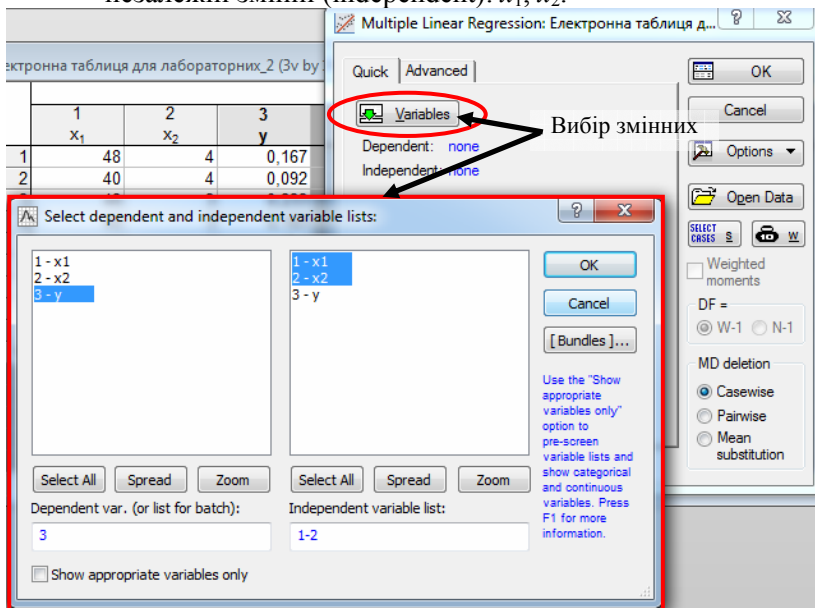 незалежні змінні (independent): x₁, x₂.
Multiple Linear Regression: Електронна таблиця д...
ектронна таблиця для лабораторних_2 (3v by
1 2 3
x₁ x₂ y
1 48 4 0,167
2 40 4 0,092
Quick Advanced
Variables
Dependent: none
Independent: none
Вибір змінних
OK
Cancel
Options
Open Data
SELECT CASES S W
Weighted
moments
DF =
W-1 N-1
MD deletion
Casewise
Pairwise
Mean
substitution
Select dependent and independent variable lists:
1 - x1
2 - x2
3 - y
1 - x1
2 - x2
3 - y
OK
Cancel
[ Bundles ]...
Use the "Show
appropriate
variables only"
option to
pre-screen
variable lists and
show categorical
and continuous
variables. Press
F1 for more
information.
Select All Spread Zoom
Select All Spread Zoom
Dependent var. (or list for batch):
Independent variable list:
3
1-2
Show appropriate variables only